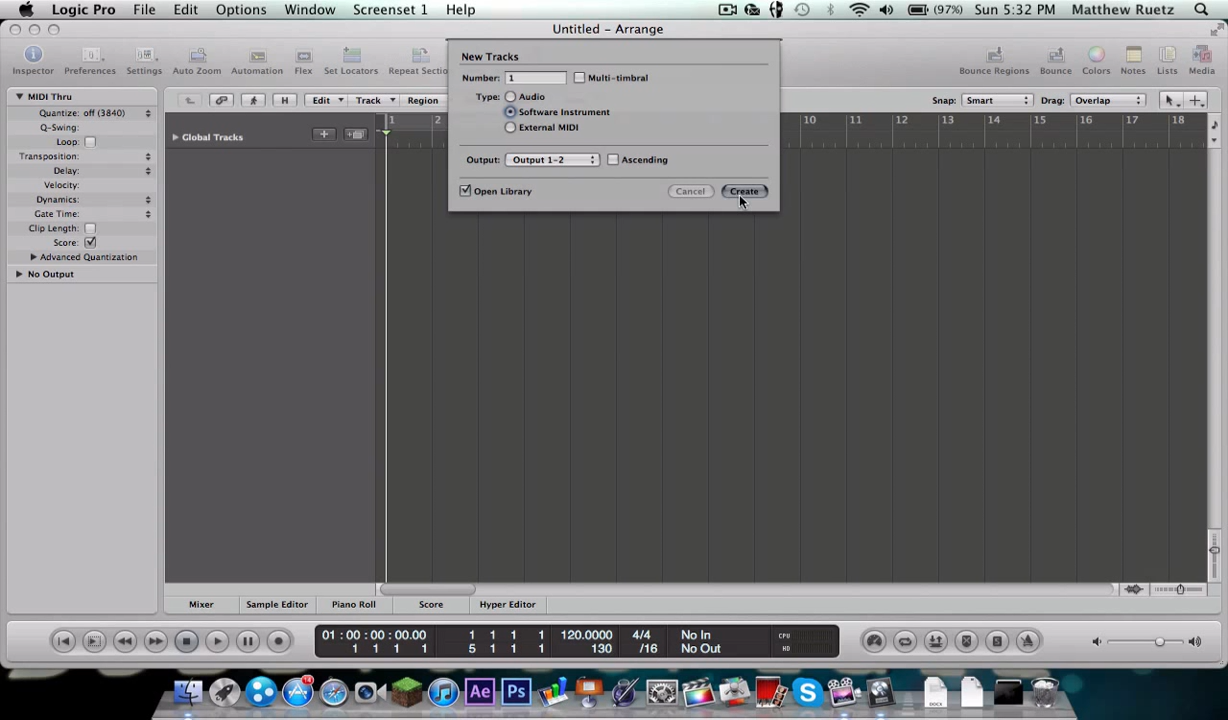 Logic Pro File Edit Options Window Screenset 1 Help (97%) Sun 5:32 PM Matthew Ruetz
Untitled – Arrange
Inspector Preferences Settings Auto Zoom Automation Flex Set Locators Repeat Sectio Bounce Regions Bounce Colors Notes Lists Media
New Tracks
Number: 1 Multi-timbral
Type: Audio
Software Instrument
External MIDI
Output: Output 1-2 Ascending
Open Library Cancel Create
MIDI Thru
Quantize: off (3840)
Q-Swing:
Loop:
Transposition:
Delay:
Velocity:
Dynamics:
Gate Time:
Clip Length:
Score:
Advanced Quantization
No Output
H Edit Track Region Snap: Smart Drag: Overlap
Global Tracks
1 2 10 11 12 13 14 15 16 17 18
Mixer Sample Editor Piano Roll Score Hyper Editor
01 : 00 : 00 : 00.00 1 1 1 1 120.0000 4/4 No In CPU
1 1 1 1 5 1 1 1 130 /16 No Out HD
S
14 Ae Ps S DOCX